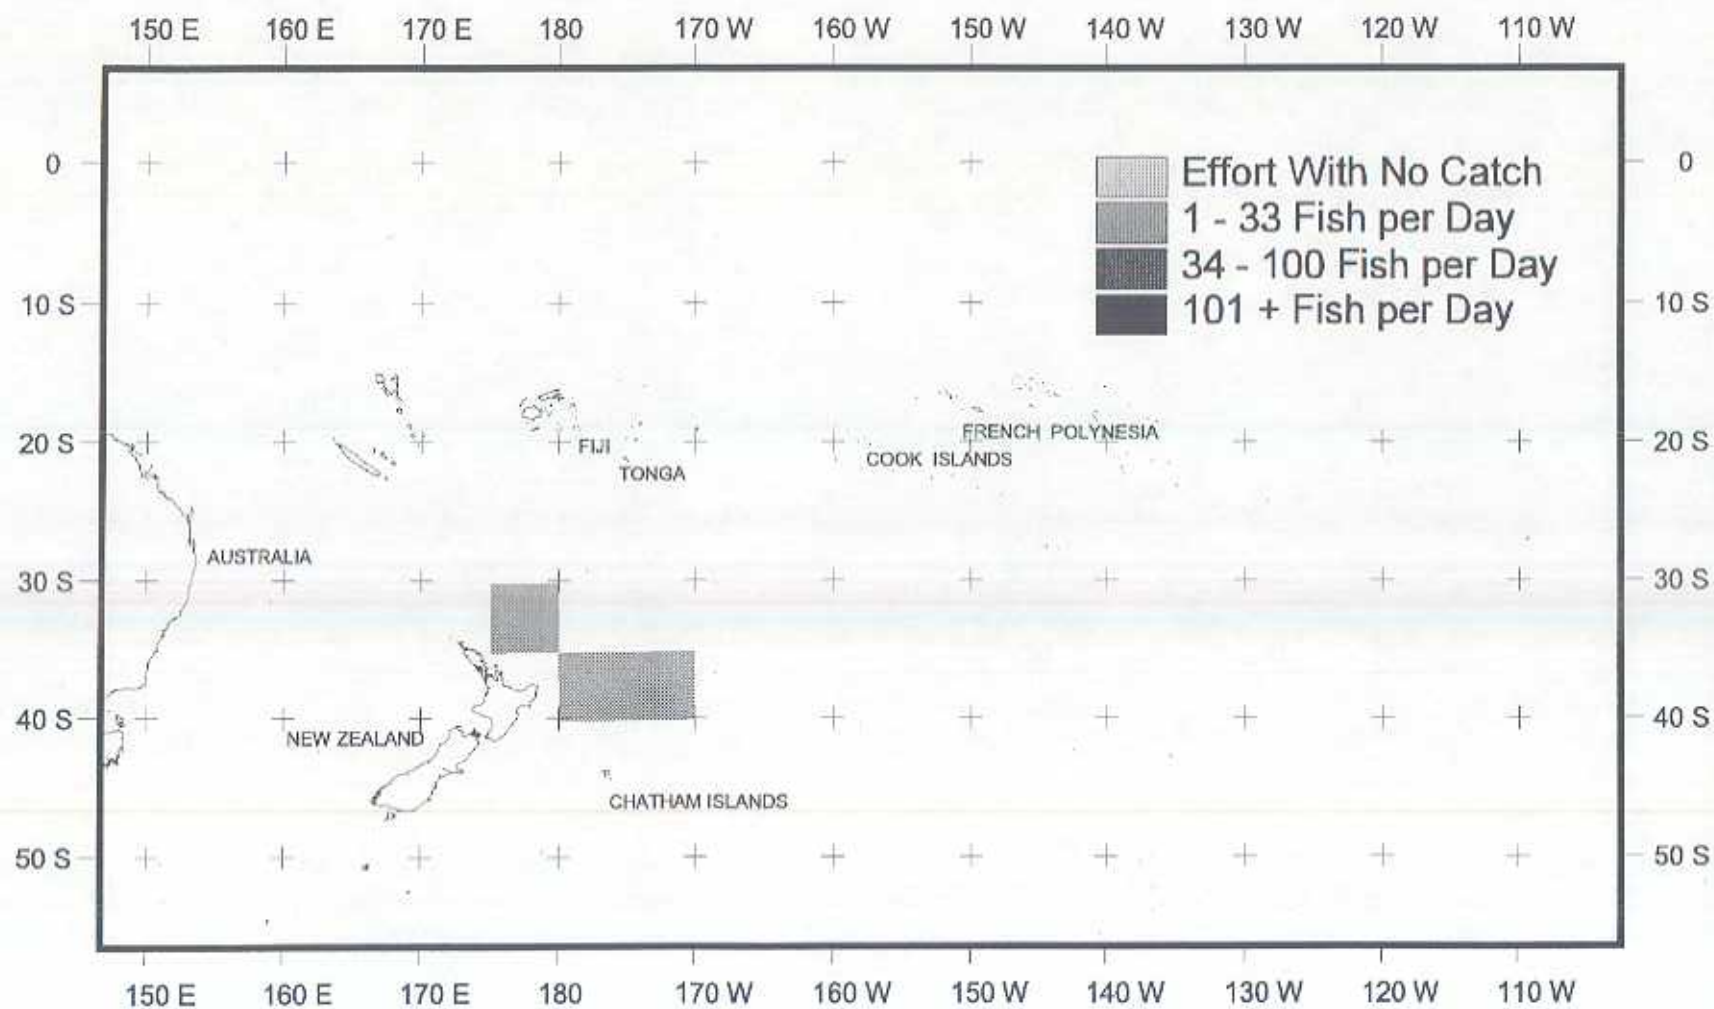 150 E 160 E 170 E 180 170 W 160 W 150 W 140 W 130 W 120 W 110 W
0 0
Effort With No Catch
1 - 33 Fish per Day
34 - 100 Fish per Day
101 + Fish per Day
10 S 10 S
FRENCH POLYNESIA
20 S 20 S
FIJI
COOK ISLANDS
TONGA
AUSTRALIA
30 S 30 S
40 S 40 S
NEW ZEALAND
CHATHAM ISLANDS
50 S 50 S
150 E 160 E 170 E 180 170 W 160 W 150 W 140 W 130 W 120 W 110 W